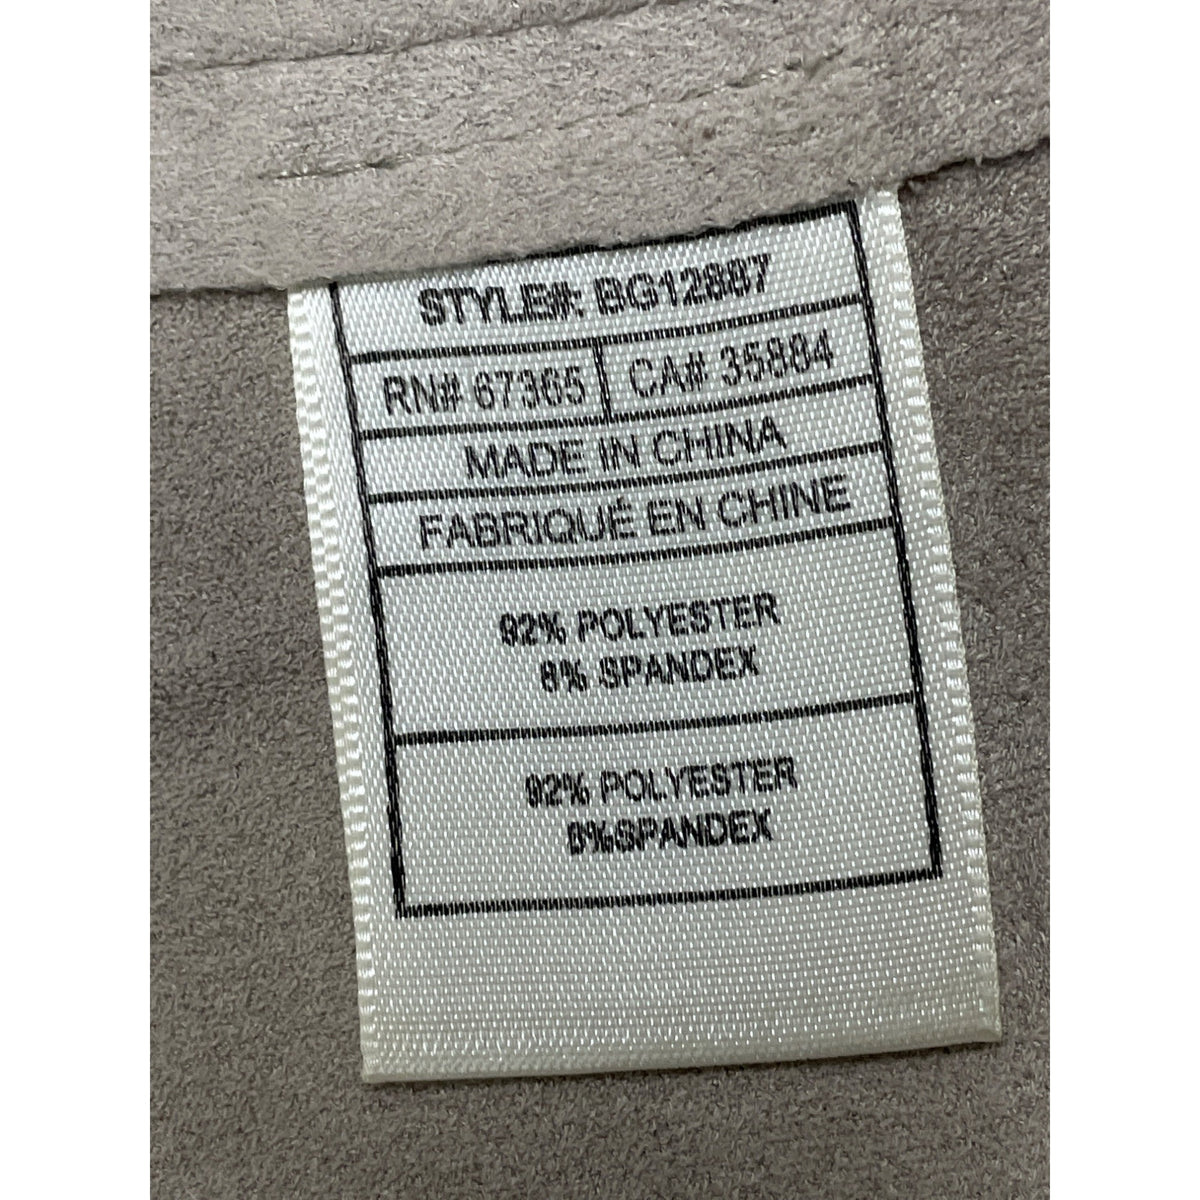 STYLE#: BG12887
RN# 67365 CA# 35884
MADE IN CHINA
FABRIQUÉ EN CHINE
92% POLYESTER
8% SPANDEX
92% POLYESTER
8%SPANDEX